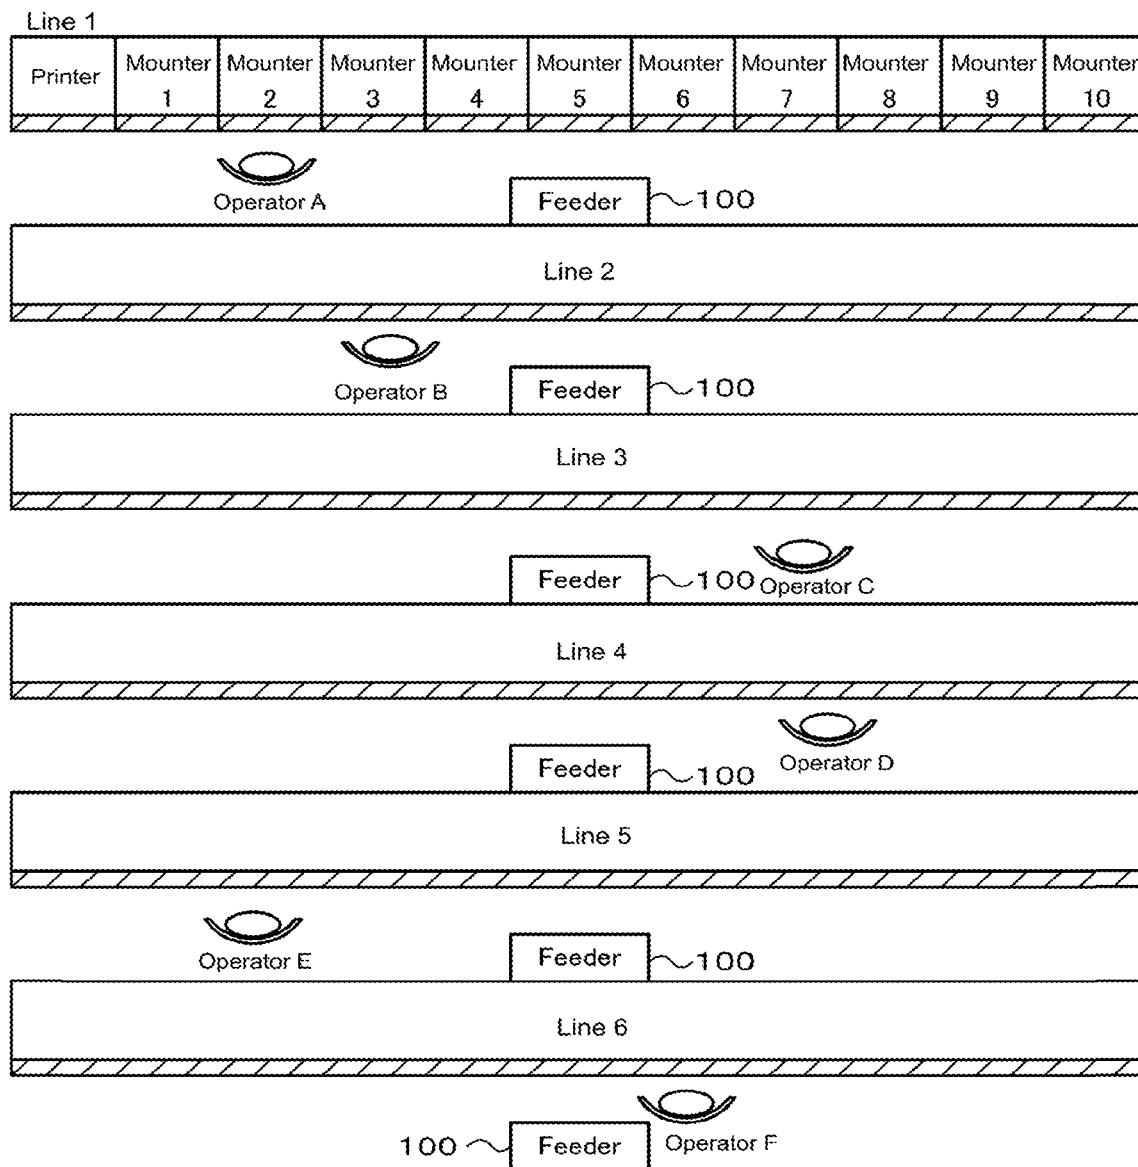 Line 1
Printer
Mounter 1
Mounter 2
Mounter 3
Mounter 4
Mounter 5
Mounter 6
Mounter 7
Mounter 8
Mounter 9
Mounter 10
Operator A
Feeder 100
Line 2
Operator B
Feeder 100
Line 3
Feeder 100
Operator C
Line 4
Feeder 100
Operator D
Line 5
Operator E
Feeder 100
Line 6
100 Feeder
Operator F